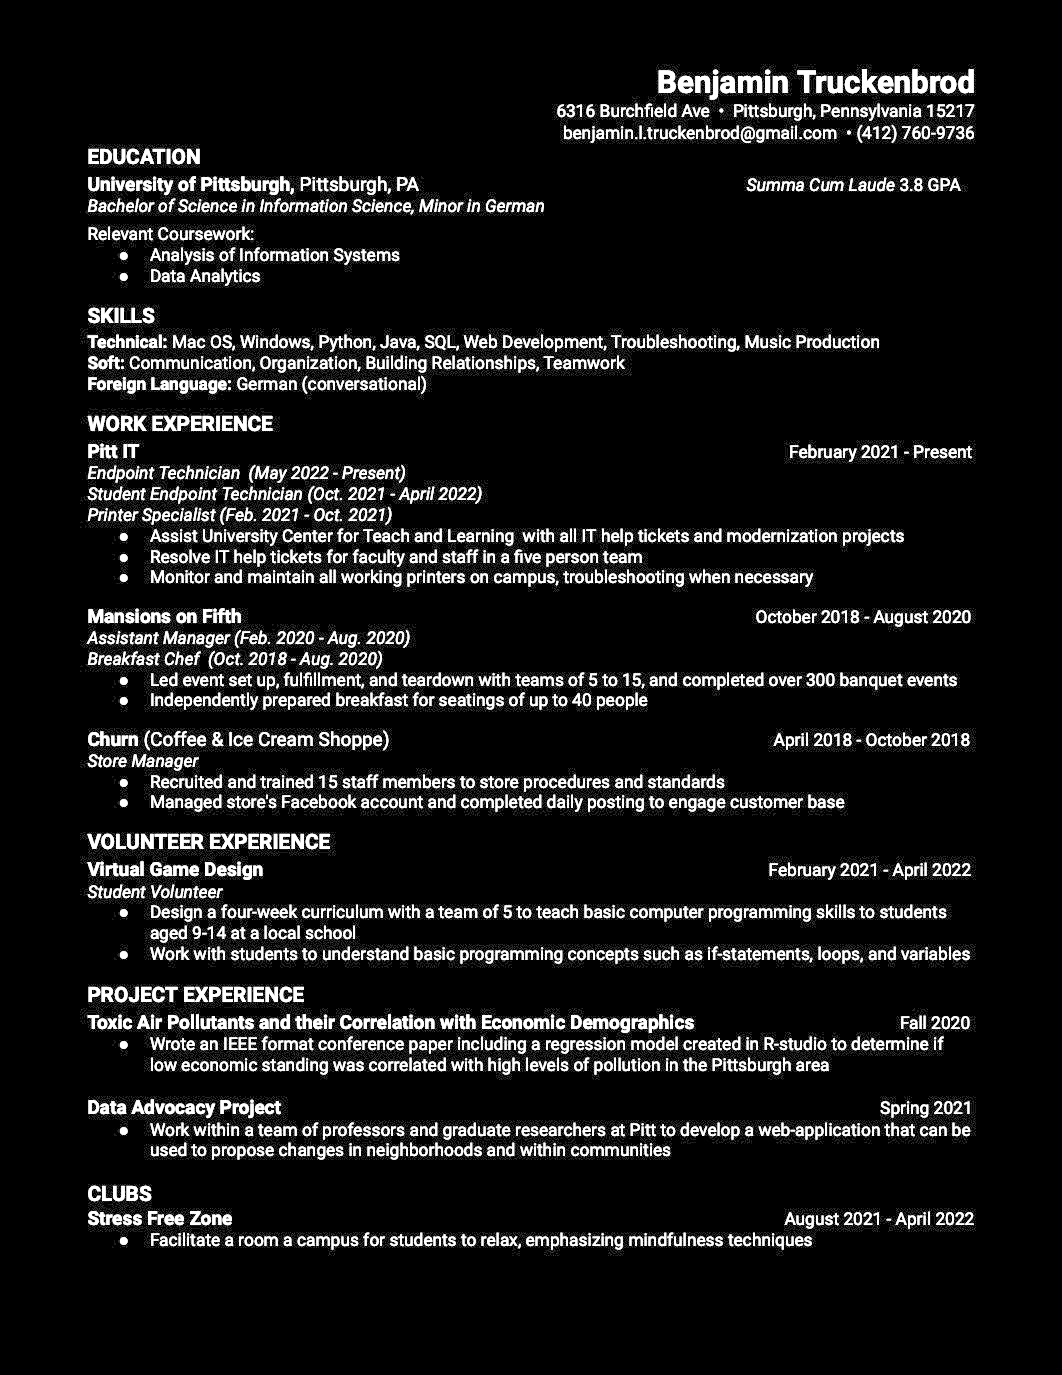 Benjamin Truckenbrod
6316 Burchfield Ave • Pittsburgh, Pennsylvania 15217
benjamin.l.truckenbrod@gmail.com • (412) 760-9736
EDUCATION
University of Pittsburgh, Pittsburgh, PA Summa Cum Laude 3.8 GPA
Bachelor of Science in Information Science, Minor in German
Relevant Coursework:
● Analysis of Information Systems
● Data Analytics
SKILLS
Technical: Mac OS, Windows, Python, Java, SQL, Web Development, Troubleshooting, Music Production
Soft: Communication, Organization, Building Relationships, Teamwork
Foreign Language: German (conversational)
WORK EXPERIENCE
Pitt IT February 2021 - Present
Endpoint Technician (May 2022 - Present)
Student Endpoint Technician (Oct. 2021 - April 2022)
Printer Specialist (Feb. 2021 - Oct. 2021)
● Assist University Center for Teach and Learning with all IT help tickets and modernization projects
● Resolve IT help tickets for faculty and staff in a five person team
● Monitor and maintain all working printers on campus, troubleshooting when necessary
Mansions on Fifth October 2018 - August 2020
Assistant Manager (Feb. 2020 - Aug. 2020)
Breakfast Chef (Oct. 2018 - Aug. 2020)
● Led event set up, fulfillment, and teardown with teams of 5 to 15, and completed over 300 banquet events
● Independently prepared breakfast for seatings of up to 40 people
Churn (Coffee & Ice Cream Shoppe) April 2018 - October 2018
Store Manager
● Recruited and trained 15 staff members to store procedures and standards
● Managed store's Facebook account and completed daily posting to engage customer base
VOLUNTEER EXPERIENCE
Virtual Game Design February 2021 - April 2022
Student Volunteer
● Design a four-week curriculum with a team of 5 to teach basic computer programming skills to students
aged 9-14 at a local school
● Work with students to understand basic programming concepts such as if-statements, loops, and variables
PROJECT EXPERIENCE
Toxic Air Pollutants and their Correlation with Economic Demographics Fall 2020
● Wrote an IEEE format conference paper including a regression model created in R-studio to determine if
low economic standing was correlated with high levels of pollution in the Pittsburgh area
Data Advocacy Project Spring 2021
● Work within a team of professors and graduate researchers at Pitt to develop a web-application that can be
used to propose changes in neighborhoods and within communities
CLUBS
Stress Free Zone August 2021 - April 2022
● Facilitate a room a campus for students to relax, emphasizing mindfulness techniques